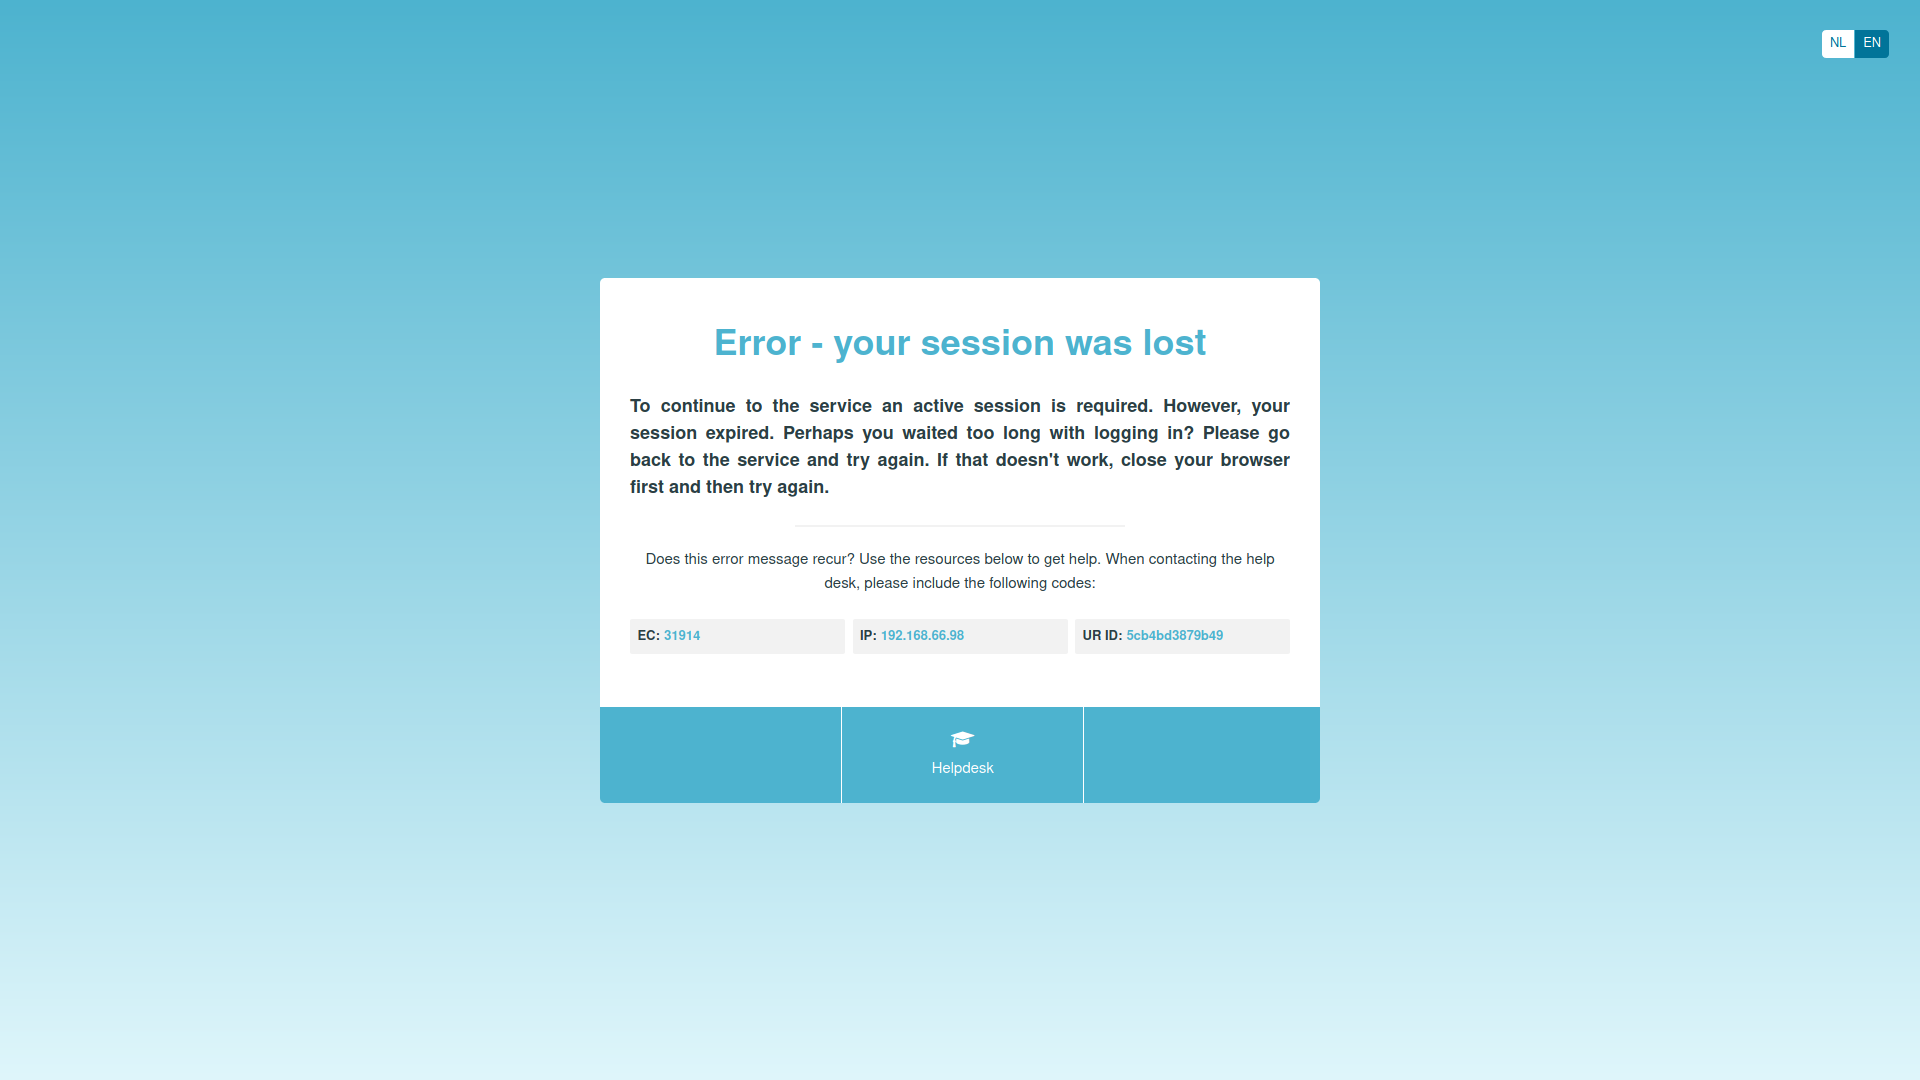 NL EN
Error - your session was lost
To continue to the service an active session is required. However, your
session expired. Perhaps you waited too long with logging in? Please go
back to the service and try again. If that doesn't work, close your browser
first and then try again.
Does this error message recur? Use the resources below to get help. When contacting the help
desk, please include the following codes:
EC: 31914 IP: 192.168.66.98 UR ID: 5cb4bd3879b49
Helpdesk